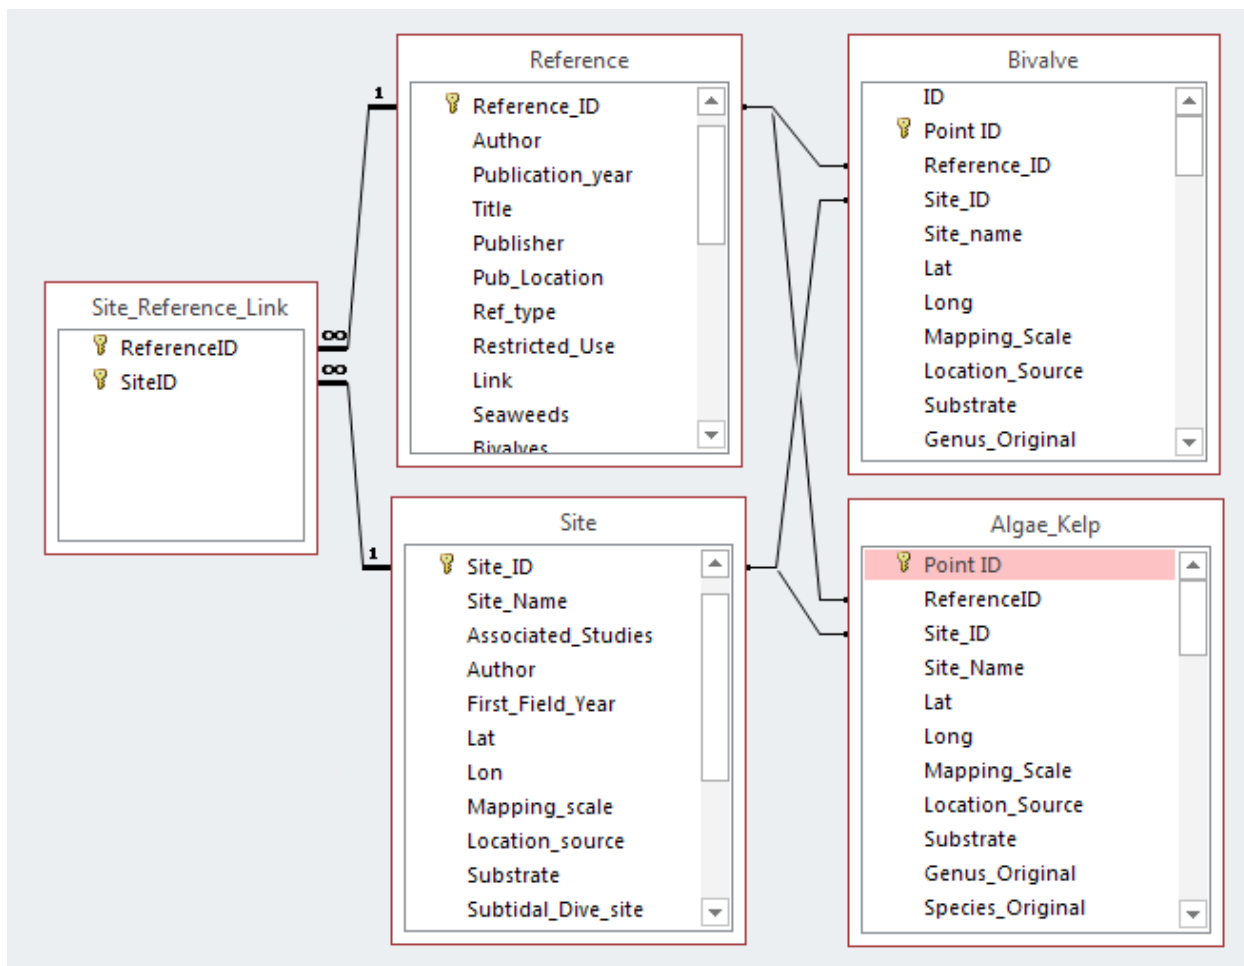 Reference
1
Reference_ID
Author
Publication_year
Title
Publisher
Pub_Location
Ref_type
Restricted_Use
Link
Seaweeds
Bivalves
Bivalve
ID
Point ID
Reference_ID
Site_ID
Site_name
Lat
Long
Mapping_Scale
Location_Source
Substrate
Genus_Original
Site_Reference_Link
ReferenceID
SiteID
∞
∞
1
Site
Site_ID
Site_Name
Associated_Studies
Author
First_Field_Year
Lat
Lon
Mapping_scale
Location_source
Substrate
Subtidal_Dive_site
Algae_Kelp
Point ID
ReferenceID
Site_ID
Site_Name
Lat
Long
Mapping_Scale
Location_Source
Substrate
Genus_Original
Species_Original